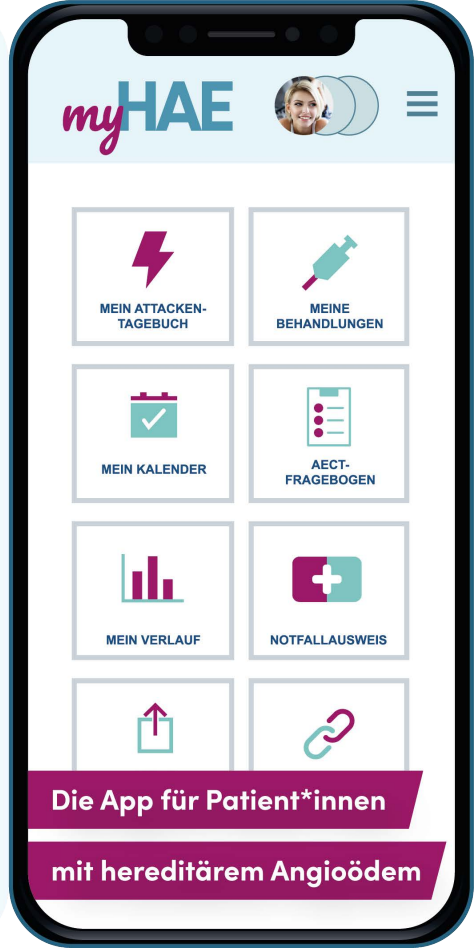 myHAE
MEIN ATTACKEN-
TAGEBUCH
MEINE
BEHANDLUNGEN
MEIN KALENDER
AECT-
FRAGEBOGEN
MEIN VERLAUF
NOTFALLAUSWEIS
Die App für Patient*innen
mit hereditärem Angioödem